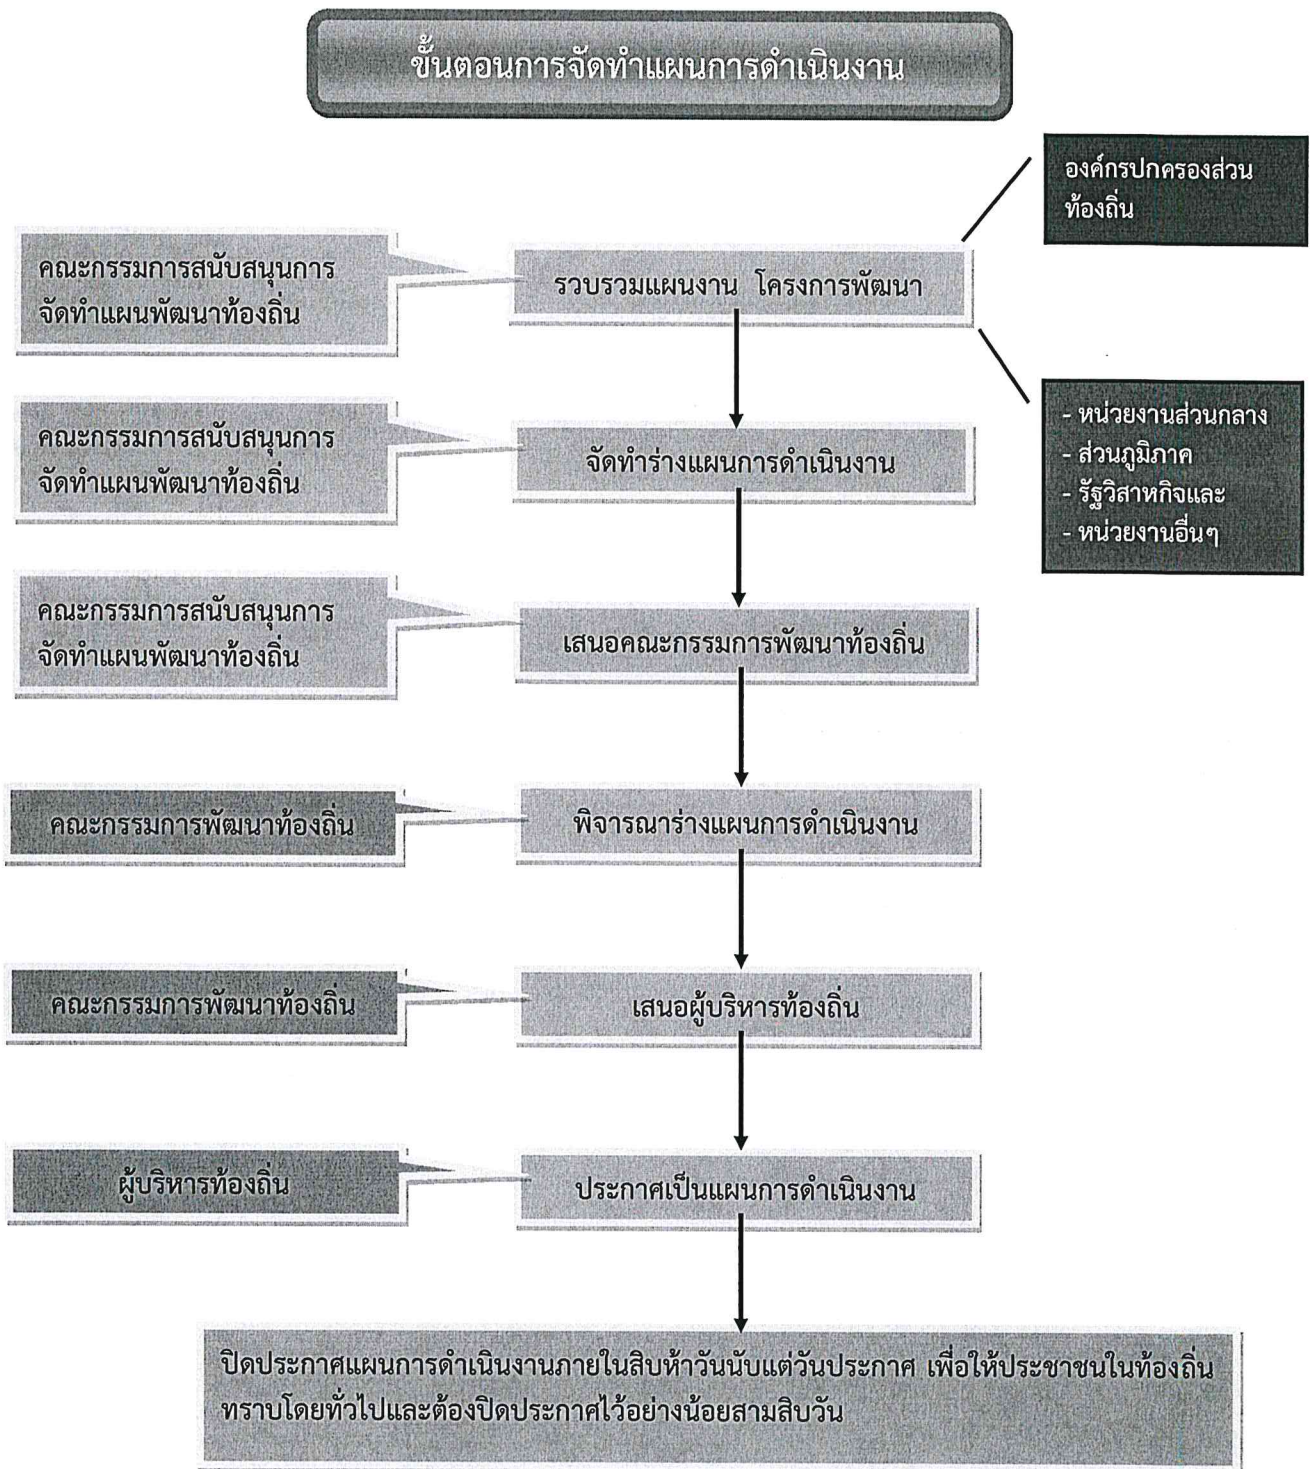 ขั้นตอนการจัดทำแผนการดำเนินงาน
องค์กรปกครองส่วน
ท้องถิ่น
คณะกรรมการสนับสนุนการ
จัดทำแผนพัฒนาท้องถิ่น
รวบรวมแผนงาน โครงการพัฒนา
- หน่วยงานส่วนกลาง
- ส่วนภูมิภาค
- รัฐวิสาหกิจและ
- หน่วยงานอื่นๆ
คณะกรรมการสนับสนุนการ
จัดทำแผนพัฒนาท้องถิ่น
จัดทำร่างแผนการดำเนินงาน
คณะกรรมการสนับสนุนการ
จัดทำแผนพัฒนาท้องถิ่น
เสนอคณะกรรมการพัฒนาท้องถิ่น
คณะกรรมการพัฒนาท้องถิ่น
พิจารณาร่างแผนการดำเนินงาน
คณะกรรมการพัฒนาท้องถิ่น
เสนอผู้บริหารท้องถิ่น
ผู้บริหารท้องถิ่น
ประกาศเป็นแผนการดำเนินงาน
ปิดประกาศแผนการดำเนินงานภายในสิบห้าวันนับแต่วันประกาศ เพื่อให้ประชาชนในท้องถิ่น
ทราบโดยทั่วไปและต้องปิดประกาศไว้อย่างน้อยสามสิบวัน